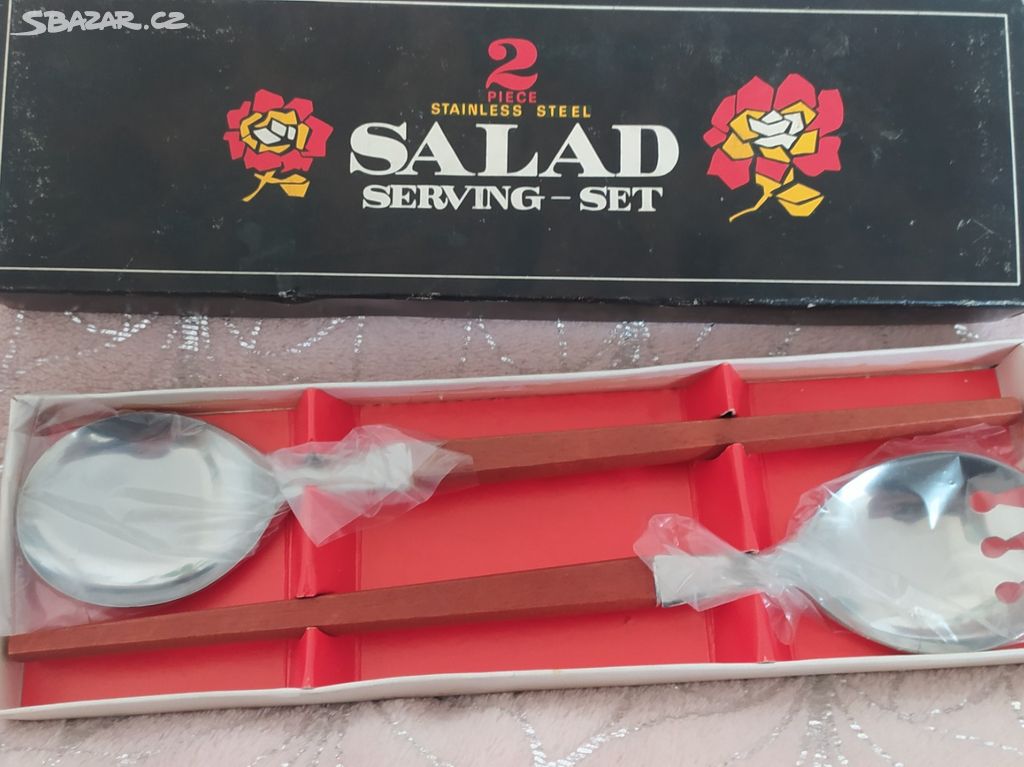 SBAZAR.CZ
2
PIECE
STAINLESS STEEL
SALAD
SERVING - SET